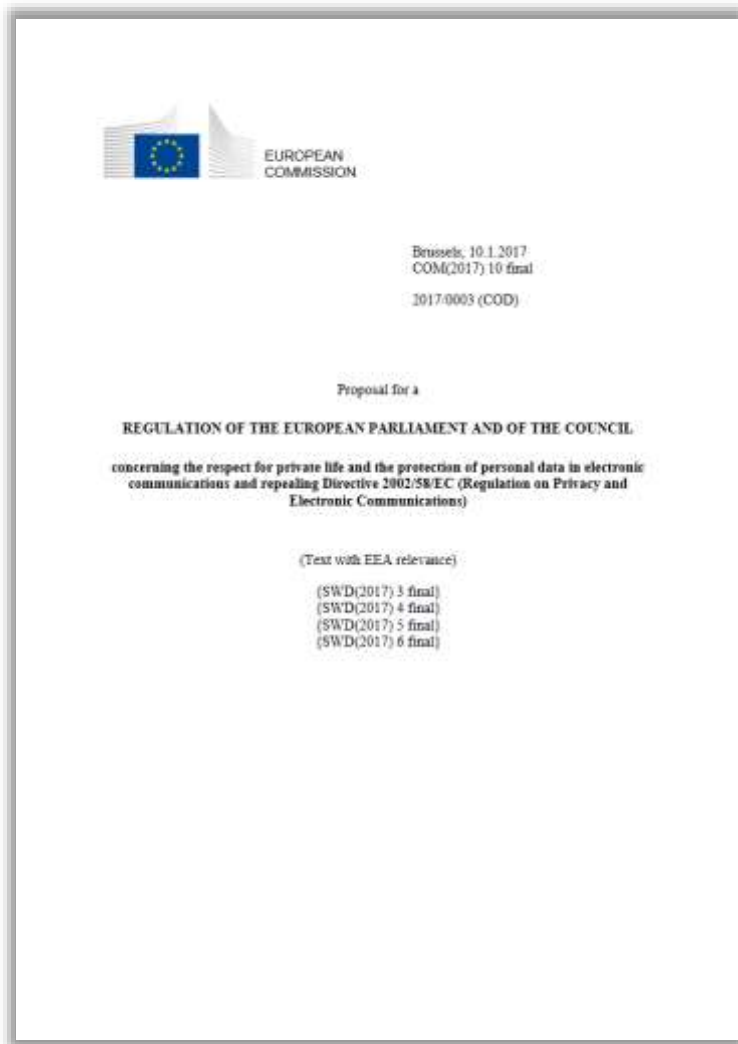 EUROPEAN
COMMISSION
Brussels, 10.1.2017
COM(2017) 10 final
2017/0003 (COD)
Proposal for a
REGULATION OF THE EUROPEAN PARLIAMENT AND OF THE COUNCIL
concerning the respect for private life and the protection of personal data in electronic
communications and repealing Directive 2002/58/EC (Regulation on Privacy and
Electronic Communications)
(Text with EEA relevance)
{SWD(2017) 3 final}
{SWD(2017) 4 final}
{SWD(2017) 5 final}
{SWD(2017) 6 final}